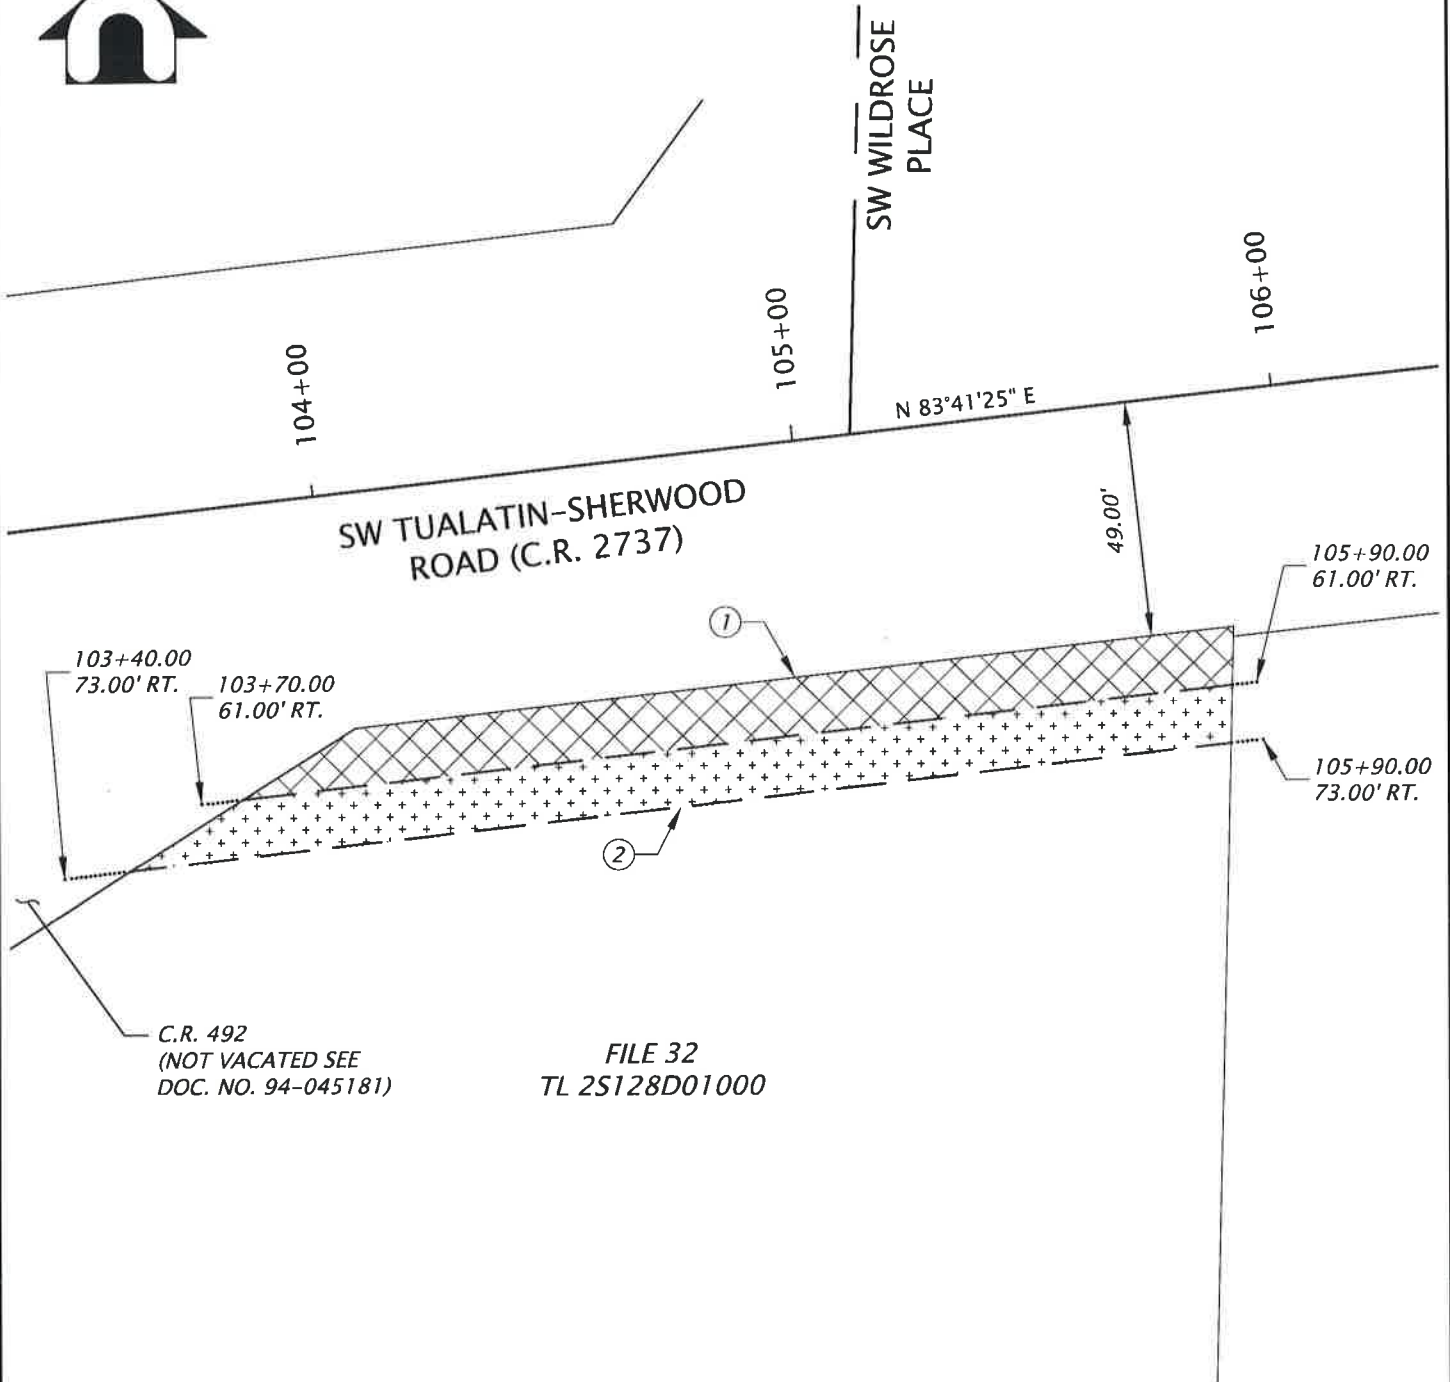 SW WILDROSE
PLACE
104+00
105+00
106+00
N 83°41'25" E
SW TUALATIN-SHERWOOD
ROAD (C.R. 2737)
49.00'
105+90.00
61.00' RT.
1
103+40.00
73.00' RT.
103+70.00
61.00' RT.
105+90.00
73.00' RT.
2
C.R. 492
(NOT VACATED SEE
DOC. NO. 94-045181)
FILE 32
TL 2S128D01000